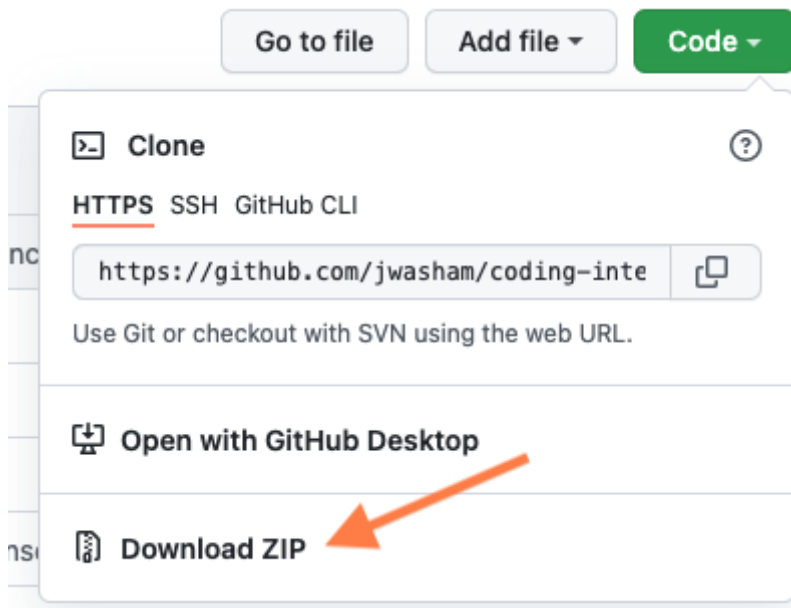 Go to file Add file Code
Clone
HTTPS SSH GitHub CLI
nc
https://github.com/jwasham/coding-inte
Use Git or checkout with SVN using the web URL.
Open with GitHub Desktop
Download ZIP